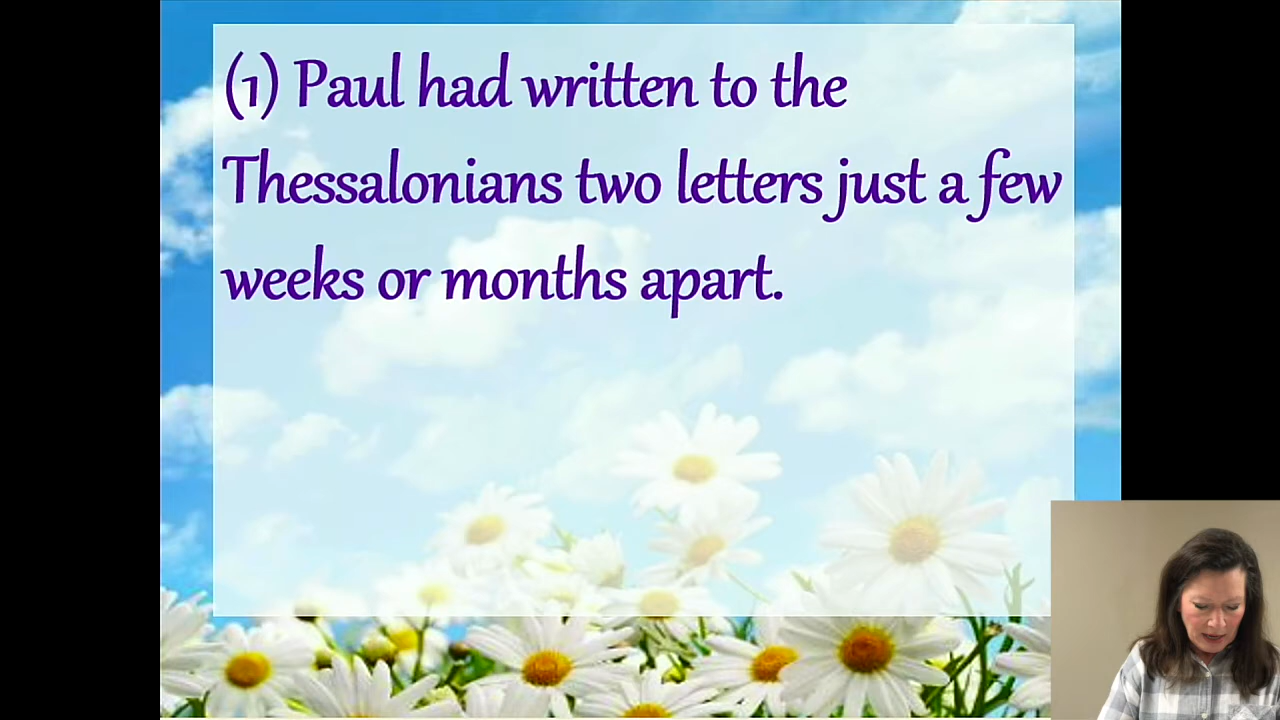 (1) Paul had written to the
Thessalonians two letters just a few
weeks or months apart.